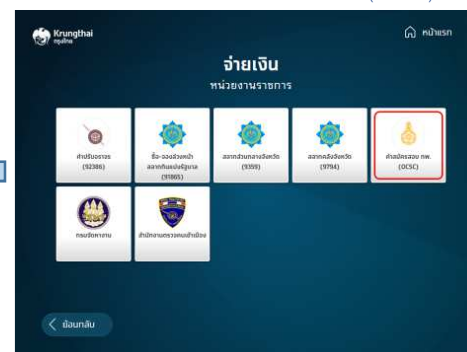 Krungthai
กรุงไทย
หน้าแรก
จ่ายเงิน
หน่วยงานราชการ
ค่าปรับจราจร
(92386)
ซื้อ-จองล่วงหน้า
สลากกินแบ่งรัฐบาล
(91865)
สลากส่วนกลางจังหวัด
(9359)
สลากคลังจังหวัด
(9794)
ค่าสมัครสอบ กพ.
(OCSC)
กรมจัดหางาน
สำนักงานตรวจคนเข้าเมือง
ย้อนกลับ